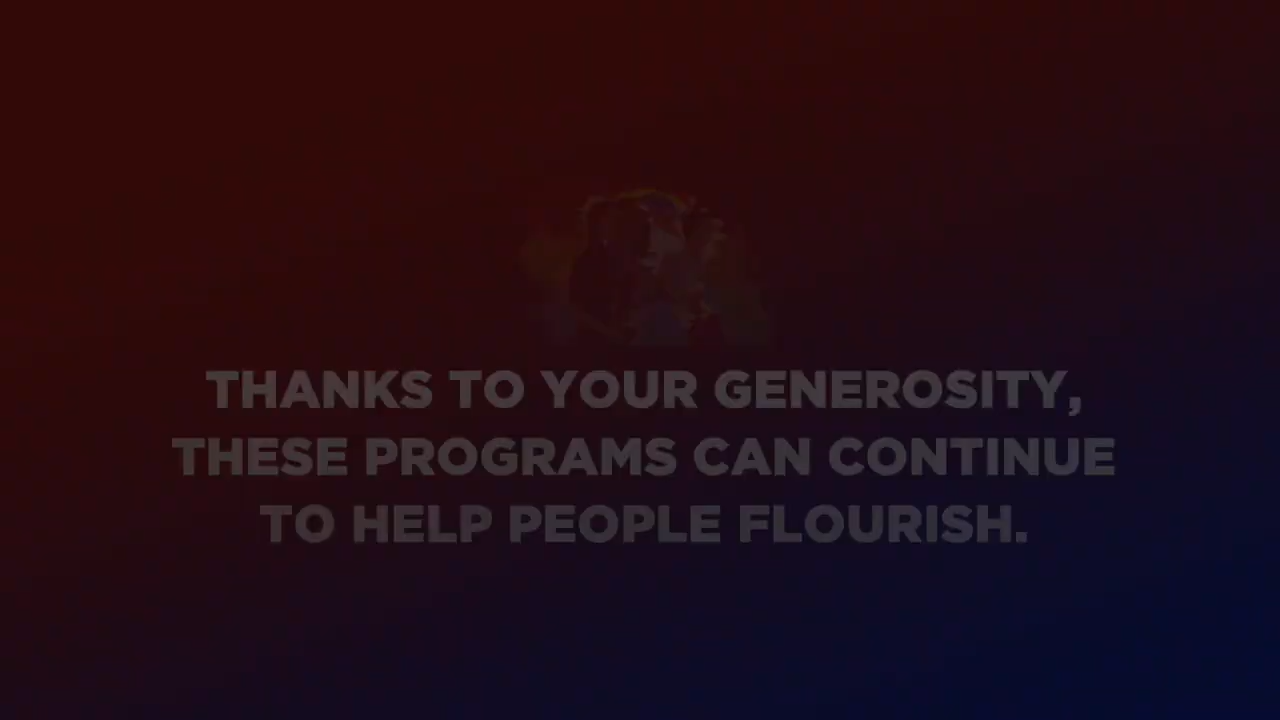 THANKS TO YOUR GENEROSITY,
THESE PROGRAMS CAN CONTINUE
TO HELP PEOPLE FLOURISH.